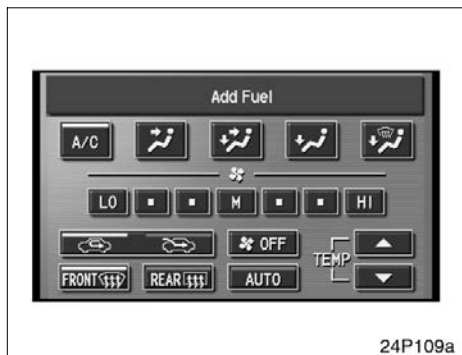 Add Fuel
A/C
LO M HI
OFF
TEMP
FRONT REAR AUTO
24P109a